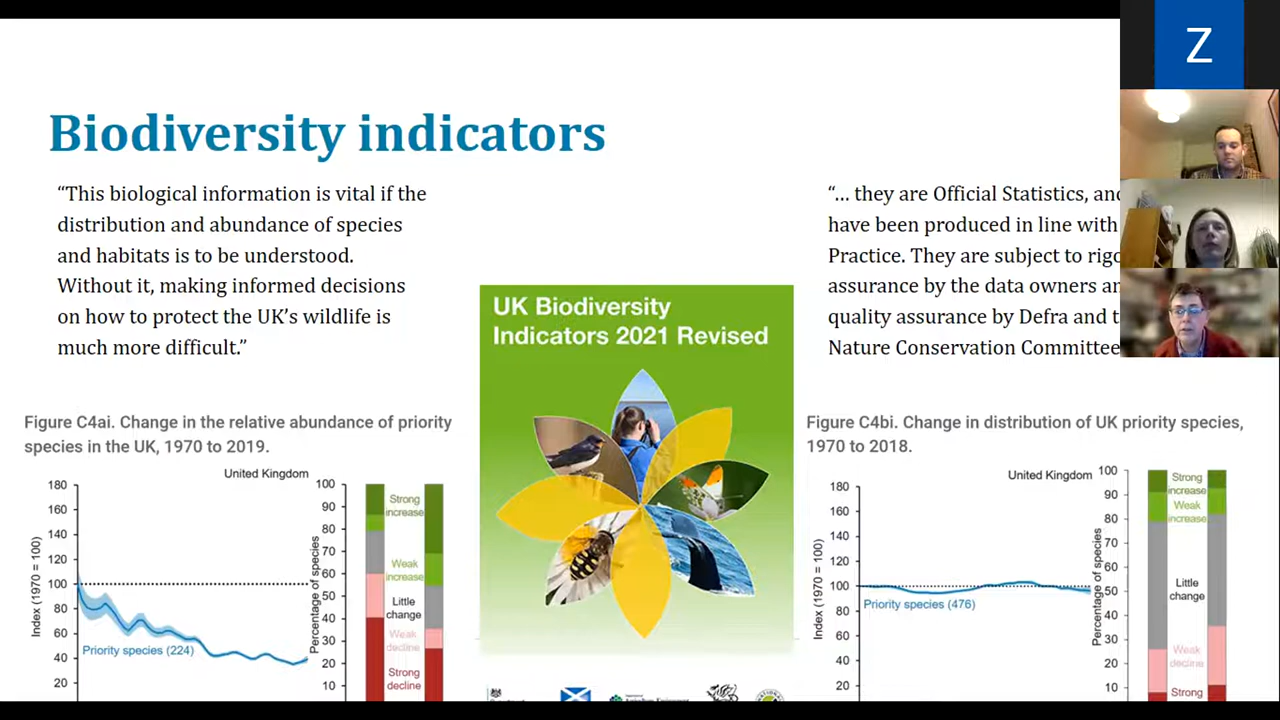 Z
Biodiversity indicators
“This biological information is vital if the
distribution and abundance of species
and habitats is to be understood.
Without it, making informed decisions
on how to protect the UK’s wildlife is
much more difficult.”
“... they are Official Statistics, and
have been produced in line with
Practice. They are subject to
assurance by the data owners
quality assurance by Defra and
Nature Conservation Committee
UK Biodiversity
Indicators 2021 Revised
Figure C4ai. Change in the relative abundance of priority
species in the UK, 1970 to 2019.
United Kingdom
Index (1970 = 100)
180
160
140
120
100
80
60
40
20
Priority species (224)
Percentage of species
100
90
80
70
60
50
40
30
20
10
Strong
increase
Weak
increase
Little
change
Weak
decline
Strong
decline
Figure C4bi. Change in distribution of UK priority species,
1970 to 2018.
United Kingdom
Index (1970 = 100)
180
160
140
120
100
80
60
40
20
Priority species (476)
Percentage of species
100
90
80
70
60
50
40
30
20
10
Strong
increase
Weak
increase
Little
change
Weak
decline
Strong